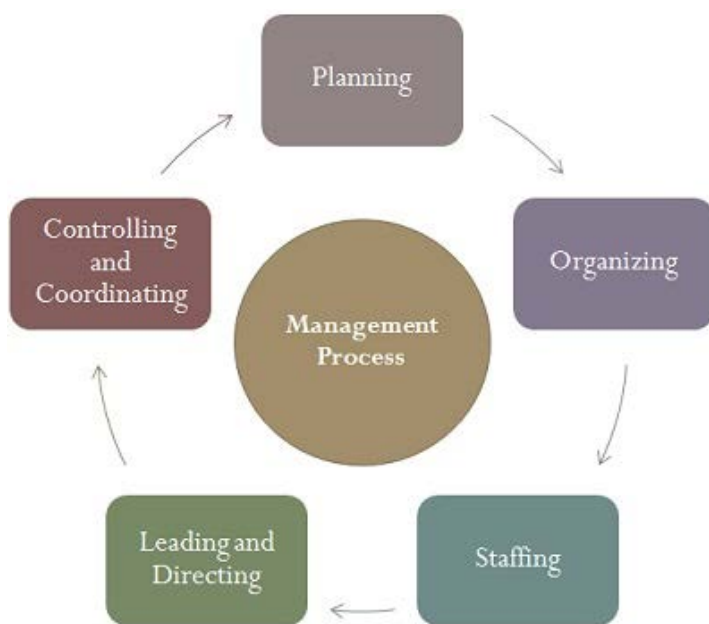 Planning
Organizing
Staffing
Leading and
Directing
Controlling
and
Coordinating
Management
Process